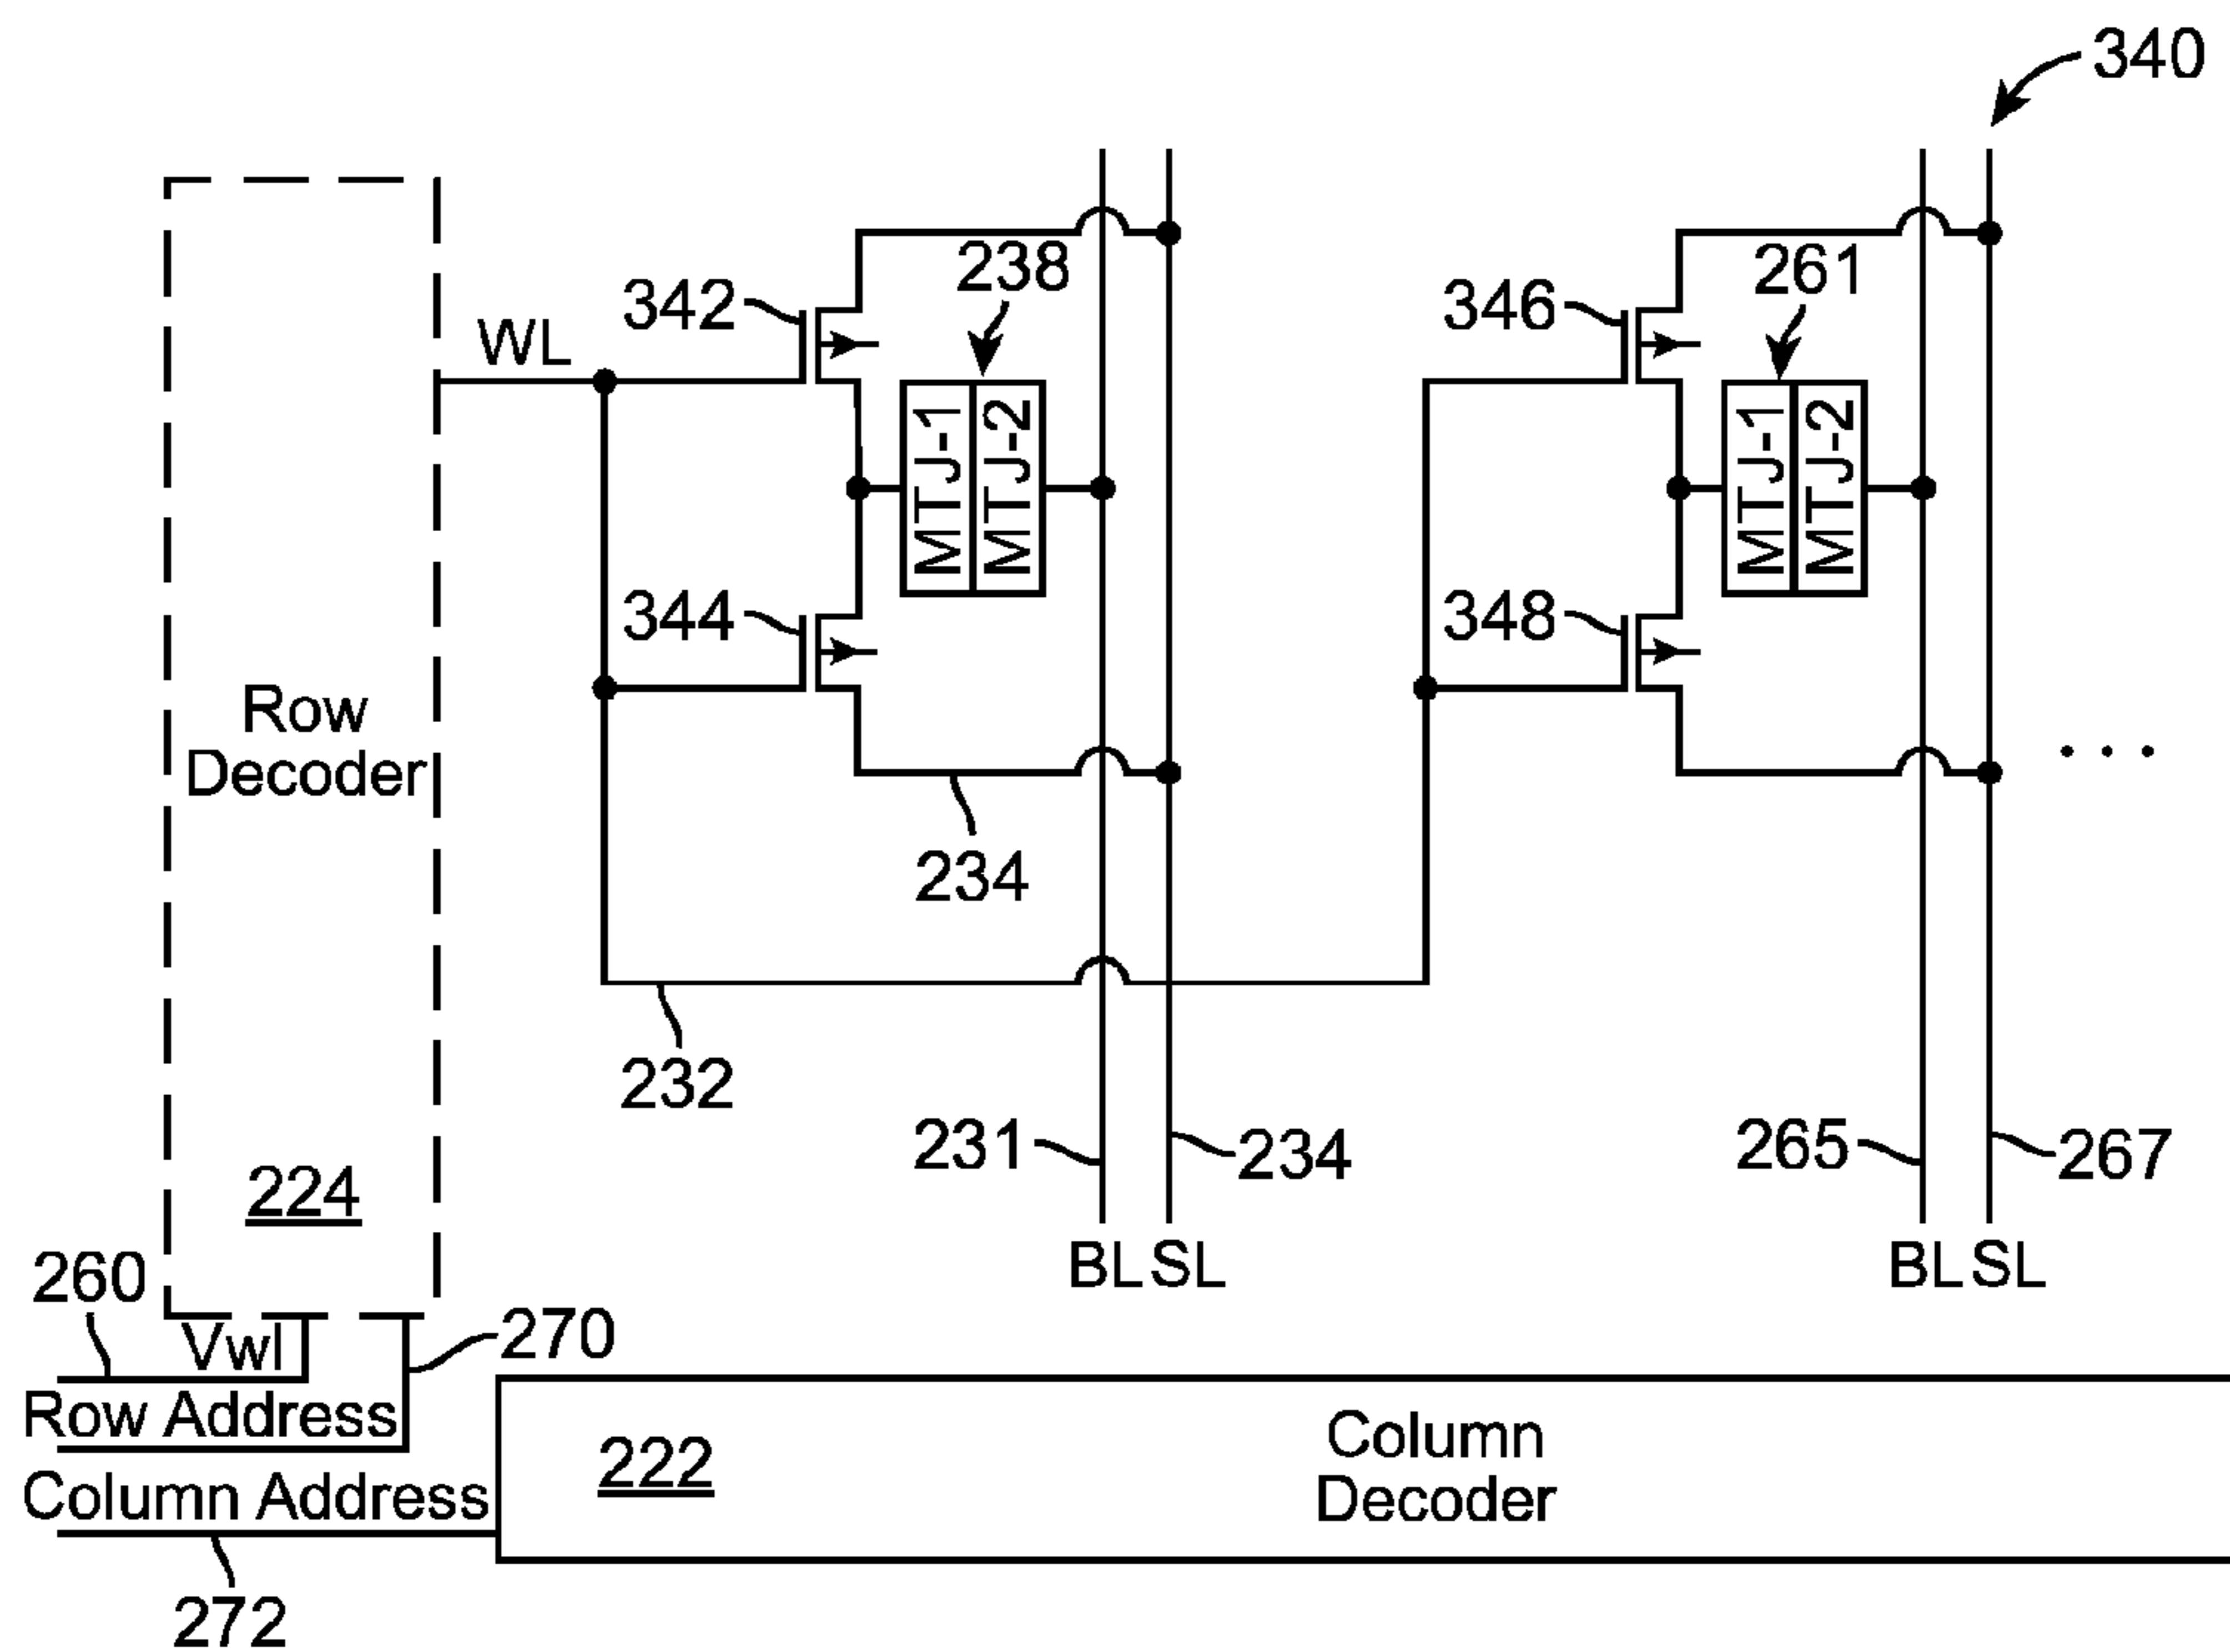 340
238
261
342
346
WL
MTJ-1
MTJ-2
MTJ-1
MTJ-2
344
348
Row
Decoder
. . .
234
232
231
234
265
267
224
BL
SL
BL
SL
260
Vwl
270
Row Address
222
Column
Decoder
Column Address
272